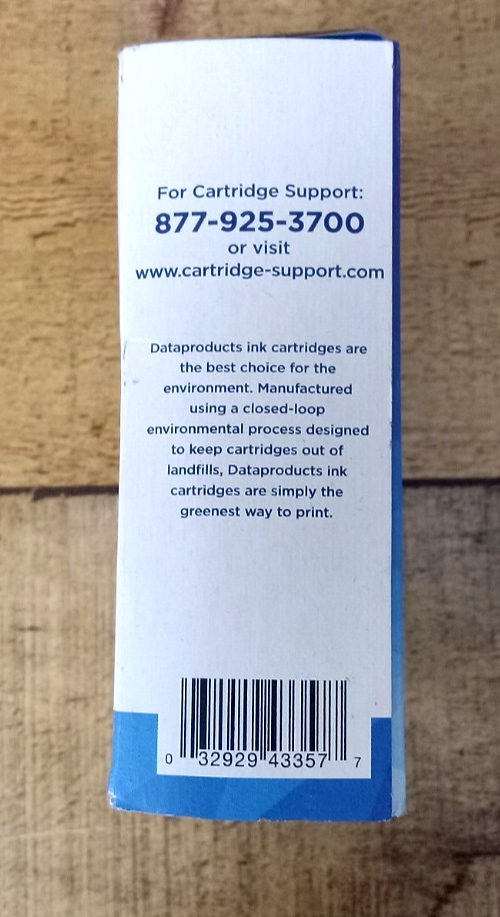 For Cartridge Support:
877-925-3700
or visit
www.cartridge-support.com
Dataproducts ink cartridges are
the best choice for the
environment. Manufactured
using a closed-loop
environmental process designed
to keep cartridges out of
landfills, Dataproducts ink
cartridges are simply the
greenest way to print.
0 32929 43357 7